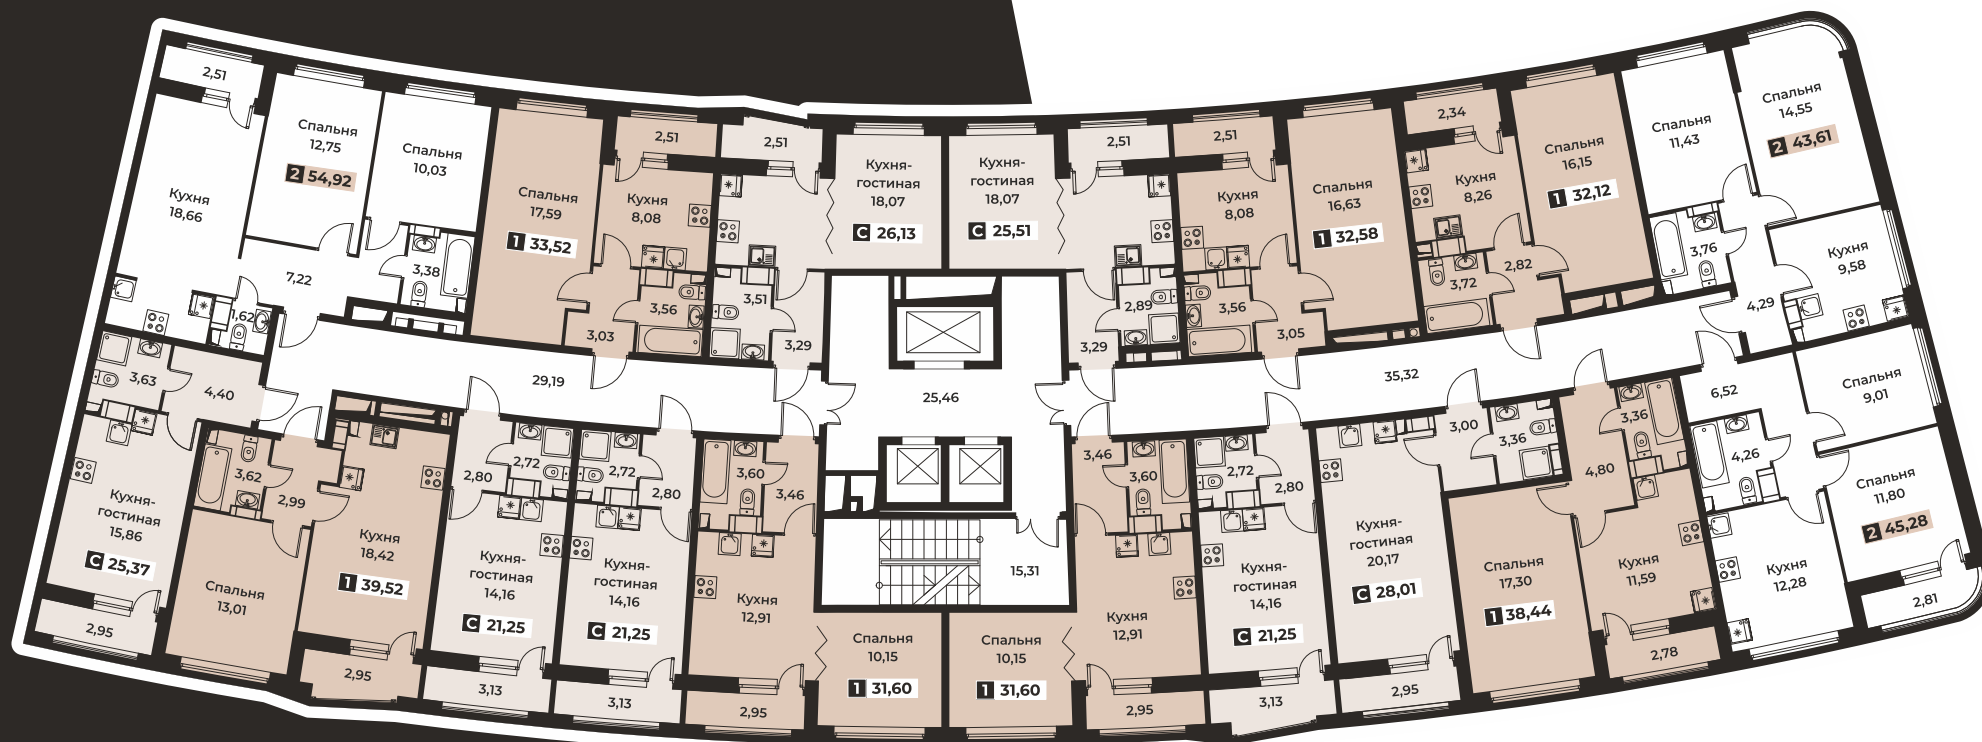 2,51
Спальня
12,75
2 54,92
Спальня
10,03
Кухня
18,66
7,22
3,38
1,62
Спальня
17,59
1 33,52
2,51
Кухня
8,08
3,56
3,03
2,51
Кухня-
гостиная
18,07
С 26,13
3,51
3,29
Кухня-
гостиная
18,07
С 25,51
2,51
2,89
3,29
2,51
Кухня
8,08
3,56
3,05
Спальня
16,63
1 32,58
2,34
Кухня
8,26
3,72
2,82
Спальня
16,15
1 32,12
Спальня
11,43
Спальня
14,55
2 43,61
3,76
Кухня
9,58
4,29
29,19
25,46
35,32
3,63
4,40
Кухня-
гостиная
15,86
С 25,37
2,95
3,62
2,99
Спальня
13,01
Кухня
18,42
1 39,52
2,95
2,80
2,72
Кухня-
гостиная
14,16
С 21,25
3,13
2,72
2,80
Кухня-
гостиная
14,16
С 21,25
3,13
3,60
3,46
Кухня
12,91
2,95
Спальня
10,15
1 31,60
15,31
Спальня
10,15
1 31,60
3,46
3,60
Кухня
12,91
2,95
2,72
2,80
Кухня-
гостиная
14,16
С 21,25
3,13
3,00
3,36
Кухня-
гостиная
20,17
С 28,01
2,95
3,36
4,80
Спальня
17,30
1 38,44
Кухня
11,59
2,78
6,52
Спальня
9,01
4,26
Спальня
11,80
2 45,28
Кухня
12,28
2,81